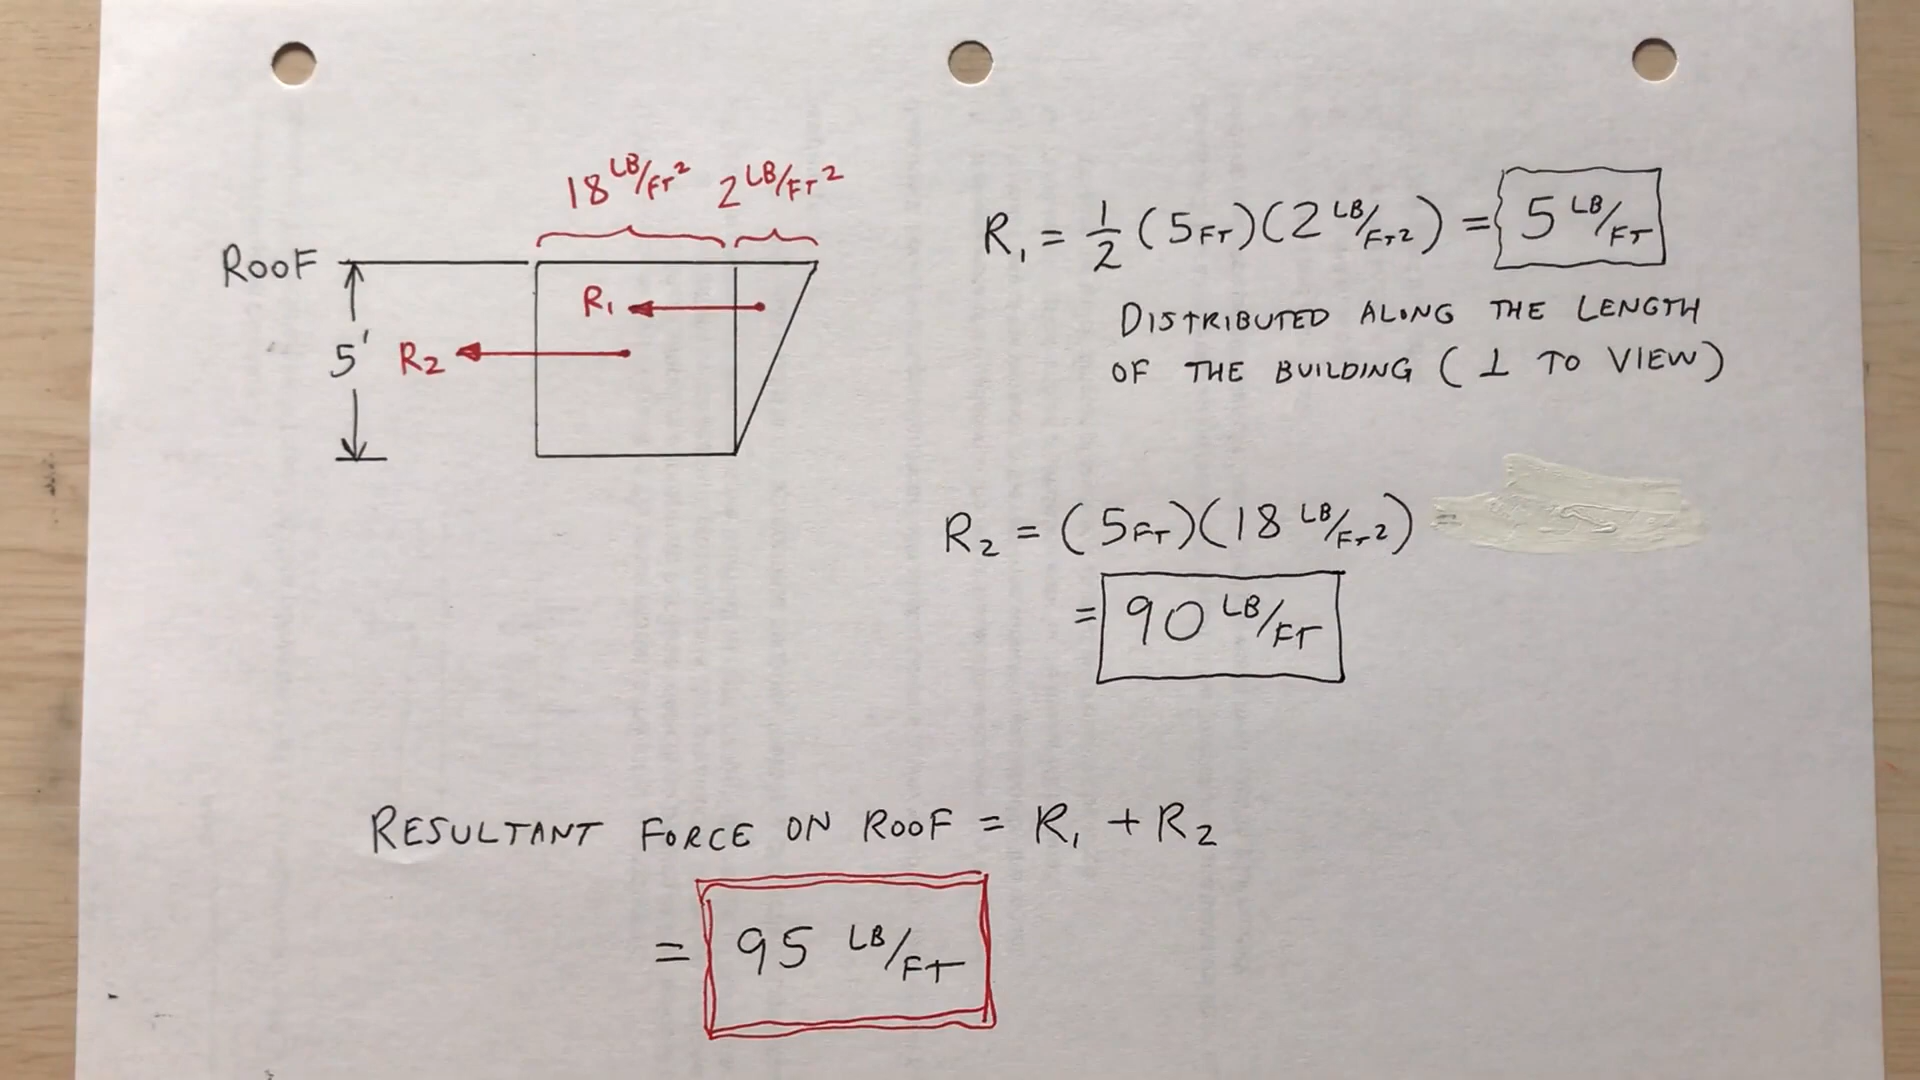 18 LB/FT² 2 LB/FT²
ROOF
R₁
5' R₂
R₁ = 1/2 (5FT)(2 LB/FT²) = 5 LB/FT
DISTRIBUTED ALONG THE LENGTH
OF THE BUILDING (⊥ TO VIEW)
R₂ = (5FT)(18 LB/FT²) =
= 90 LB/FT
RESULTANT FORCE ON ROOF = R₁ + R₂
= 95 LB/FT